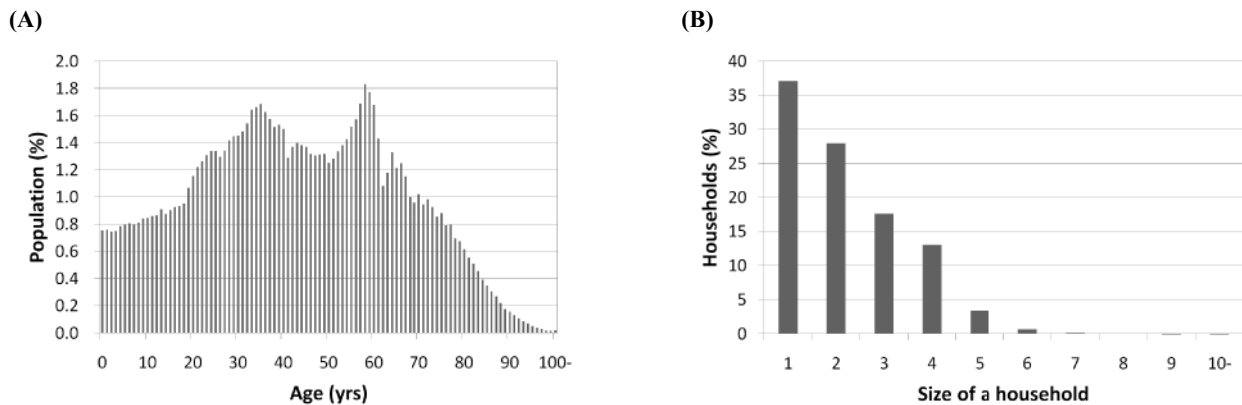 (A)
2.0
1.8
1.6
1.4
1.2
1.0
0.8
0.6
0.4
0.2
0.0
Population (%)
0 10 20 30 40 50 60 70 80 90 100-
Age (yrs)
(B)
40
35
30
25
20
15
10
5
0
Households (%)
1 2 3 4 5 6 7 8 9 10-
Size of a household